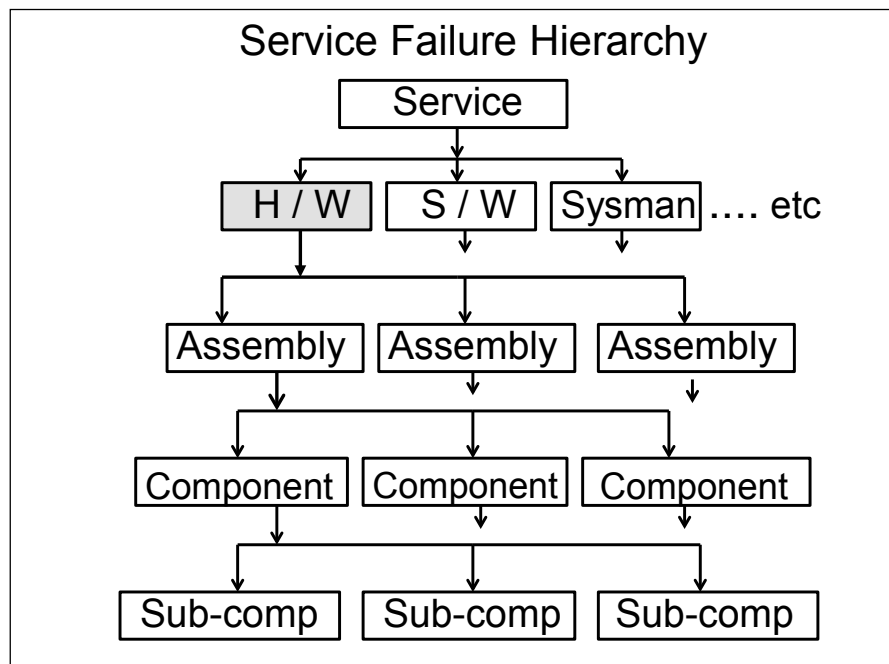 Service Failure Hierarchy
Service
H / W S / W Sysman .... etc
Assembly Assembly Assembly
Component Component Component
Sub-comp Sub-comp Sub-comp